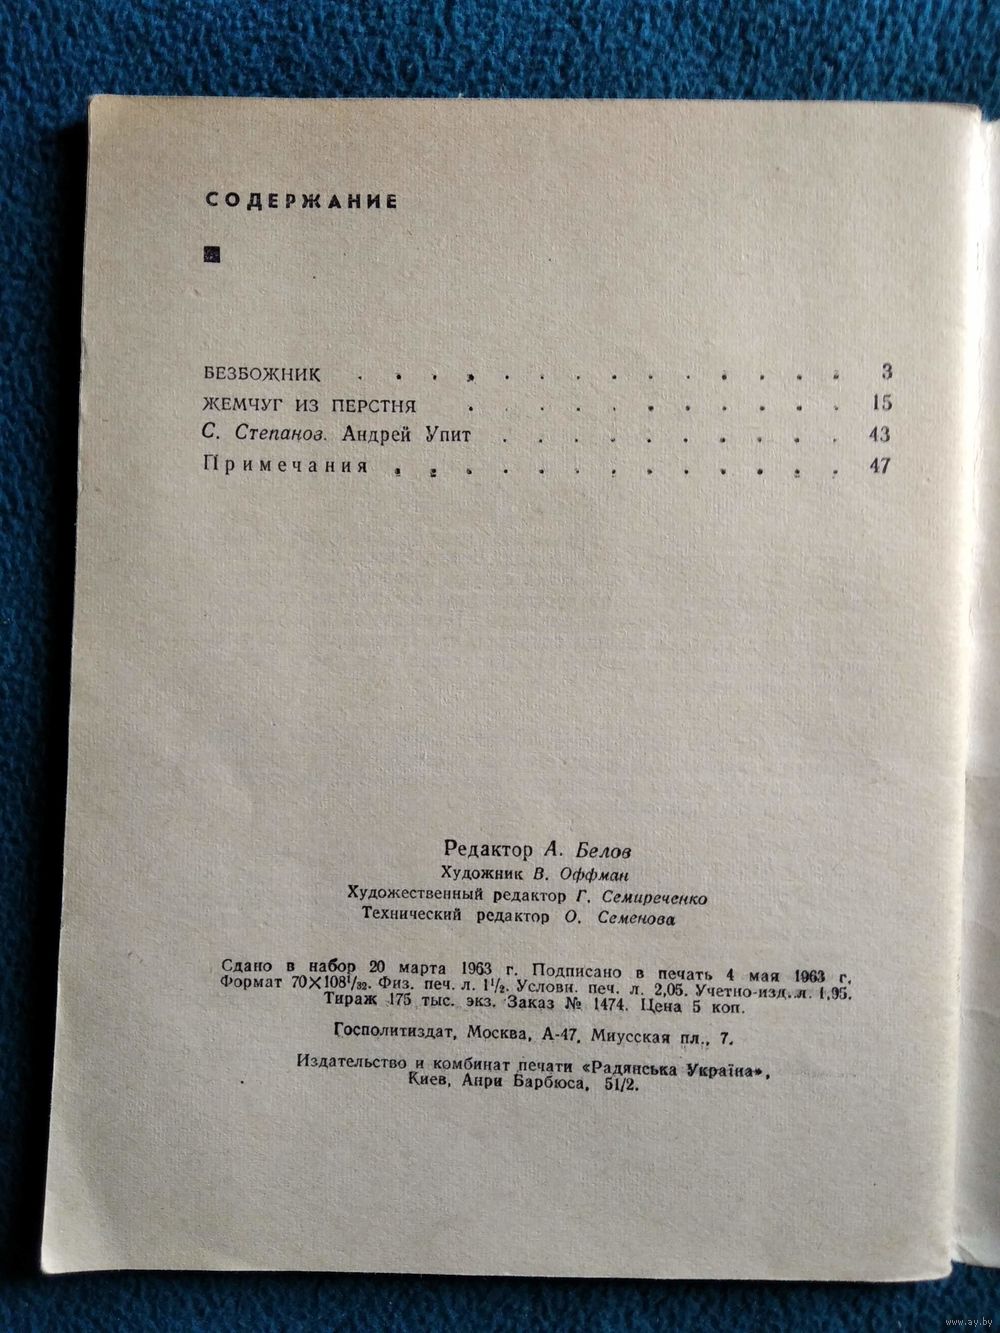 СОДЕРЖАНИЕ
БЕЗБОЖНИК . . . . . . . . . . . . . . 3
ЖЕМЧУГ ИЗ ПЕРСТНЯ . . . . . . . . . . . 15
С. Степанов. Андрей Упит . . . . . . . . . . 43
Примечания . . . . . . . . . . . . . 47
Редактор А. Белов
Художник В. Оффман
Художественный редактор Г. Семиреченко
Технический редактор О. Семенова
Сдано в набор 20 марта 1963 г. Подписано в печать 4 мая 1963 г.
Формат 70×108¹/₃₂. Физ. печ. л. 1¹/₂. Условн. печ. л. 2,05. Учетно-изд. л. 1,95.
Тираж 175 тыс. экз. Заказ № 1474. Цена 5 коп.
Госполитиздат, Москва, А-47, Миусская пл., 7.
Издательство и комбинат печати «Радянська Україна»,
Киев, Анри Барбюса, 51/2.
www.ay.by